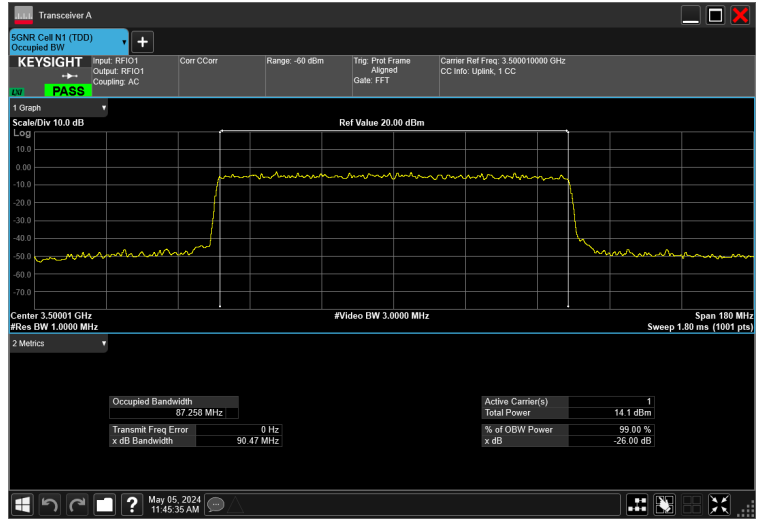 Transceiver A
5GNR Cell N1 (TDD)
Occupied BW
KEYSIGHT
LXI
PASS
Input: RFIO1
Output: RFIO1
Coupling: AC
Corr CCorr
Range: -60 dBm
Trig: Prot Frame
Aligned
Gate: FFT
Carrier Ref Freq: 3.500010000 GHz
CC Info: Uplink, 1 CC
1 Graph
Scale/Div 10.0 dB
Ref Value 20.00 dBm
Log
10.0
0.00
-10.0
-20.0
-30.0
-40.0
-50.0
-60.0
-70.0
Center 3.50001 GHz
#Video BW 3.0000 MHz
Span 180 MHz
#Res BW 1.0000 MHz
Sweep 1.80 ms (1001 pts)
2 Metrics
Occupied Bandwidth
87.258 MHz
Transmit Freq Error 0 Hz
x dB Bandwidth 90.47 MHz
Active Carrier(s) 1
Total Power 14.1 dBm
% of OBW Power 99.00 %
x dB -26.00 dB
?
May 05, 2024
11:45:35 AM